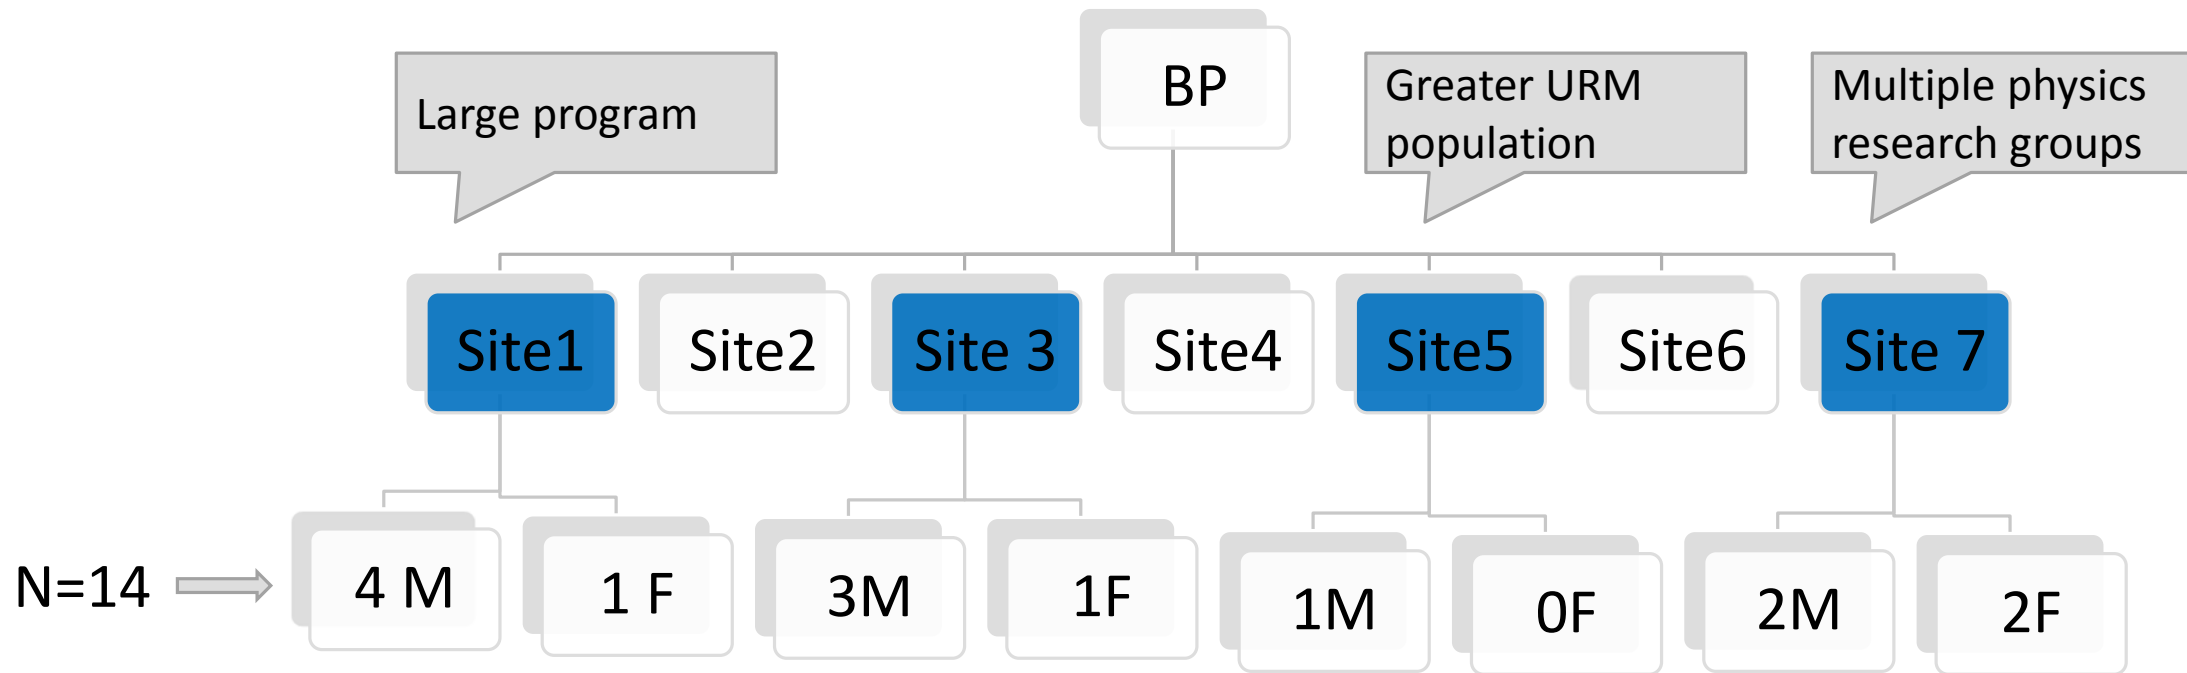 BP
Large program
Greater URM
population
Multiple physics
research groups
Site1
Site2
Site 3
Site4
Site5
Site6
Site 7
N=14
4 M
1 F
3M
1F
1M
0F
2M
2F